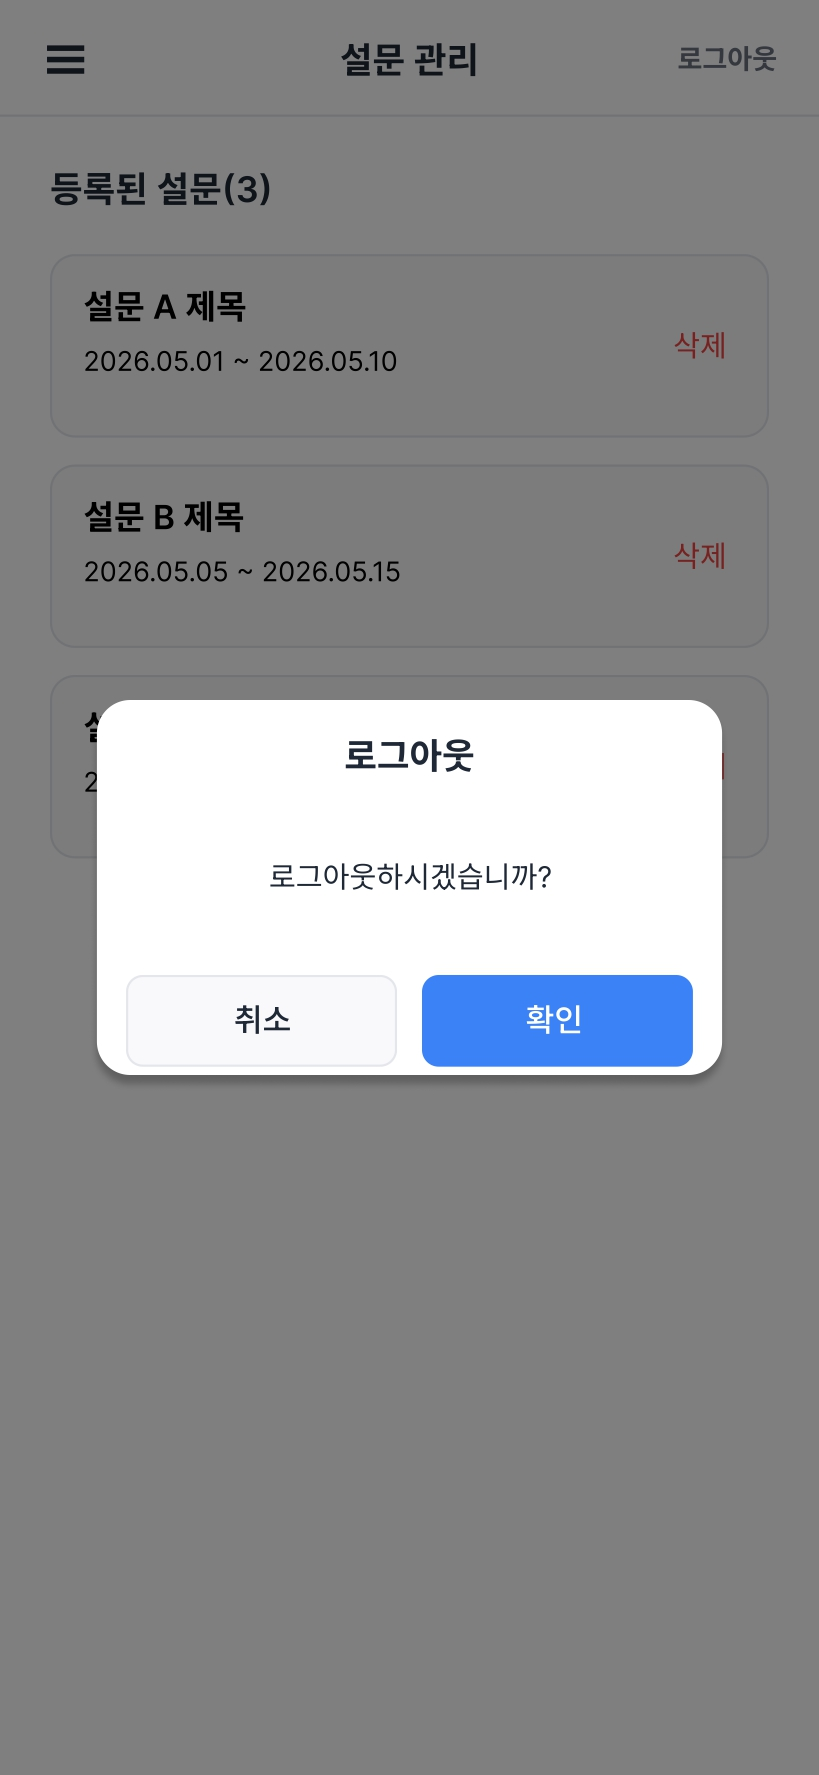 설문 관리
로그아웃
등록된 설문(3)
설문 A 제목
2026.05.01 ~ 2026.05.10
삭제
설문 B 제목
2026.05.05 ~ 2026.05.15
삭제
로그아웃
로그아웃하시겠습니까?
취소
확인